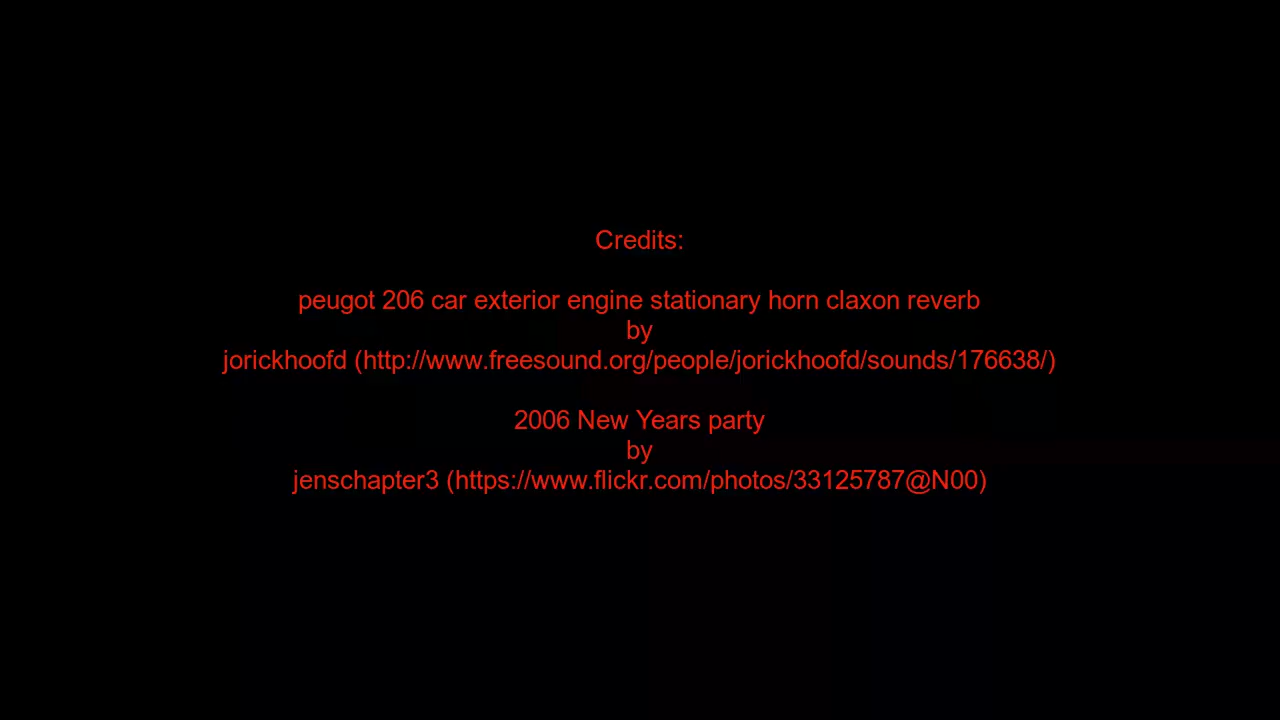 Credits:
peugot 206 car exterior engine stationary horn claxon reverb
by
jorickhoofd (http://www.freesound.org/people/jorickhoofd/sounds/176638/)
2006 New Years party
by
jenschapter3 (https://www.flickr.com/photos/33125787@N00)